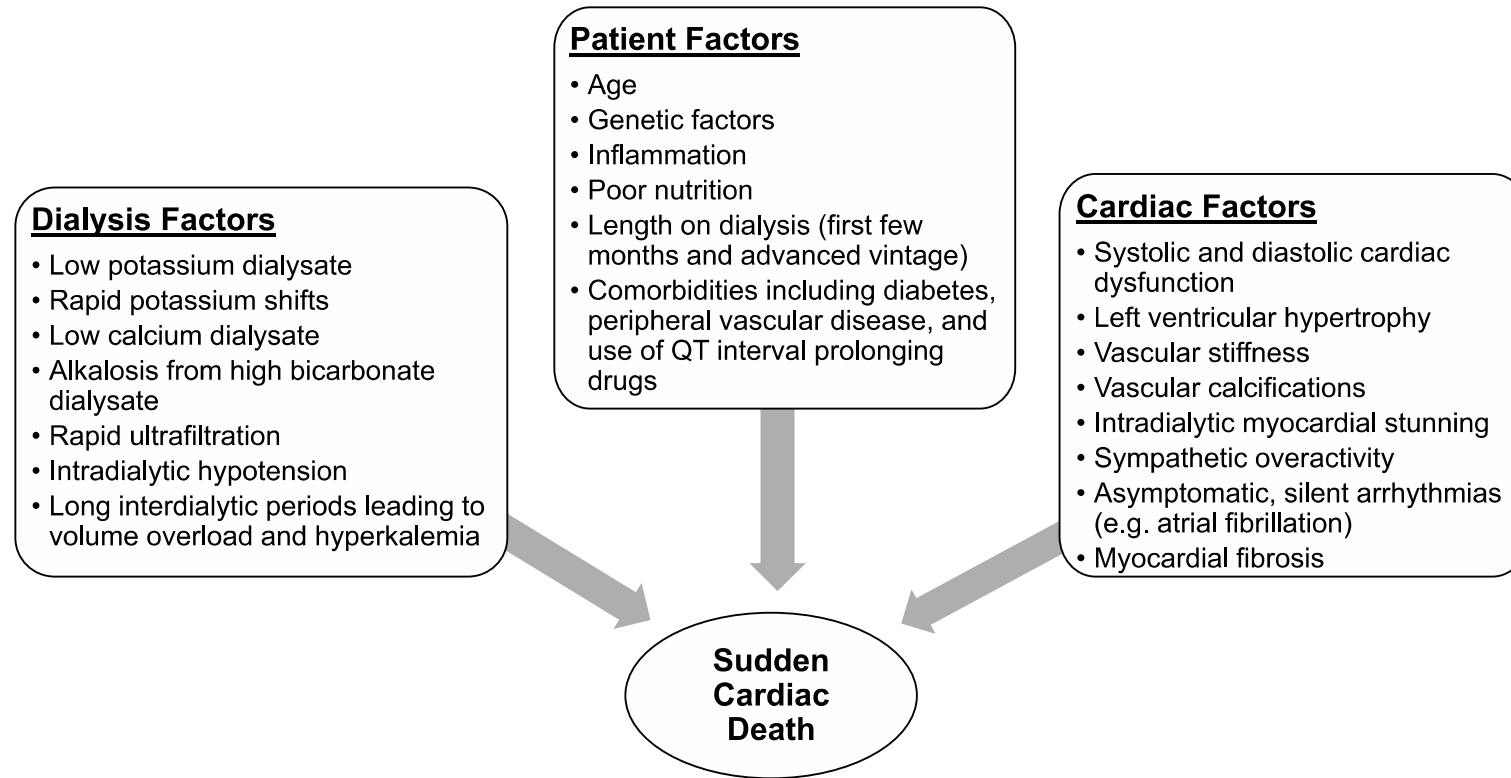 Patient Factors
• Age
• Genetic factors
• Inflammation
• Poor nutrition
• Length on dialysis (first few
months and advanced vintage)
• Comorbidities including diabetes,
peripheral vascular disease, and
use of QT interval prolonging
drugs
Dialysis Factors
• Low potassium dialysate
• Rapid potassium shifts
• Low calcium dialysate
• Alkalosis from high bicarbonate
dialysate
• Rapid ultrafiltration
• Intradialytic hypotension
• Long interdialytic periods leading to
volume overload and hyperkalemia
Cardiac Factors
• Systolic and diastolic cardiac
dysfunction
• Left ventricular hypertrophy
• Vascular stiffness
• Vascular calcifications
• Intradialytic myocardial stunning
• Sympathetic overactivity
• Asymptomatic, silent arrhythmias
(e.g. atrial fibrillation)
• Myocardial fibrosis
Sudden
Cardiac
Death